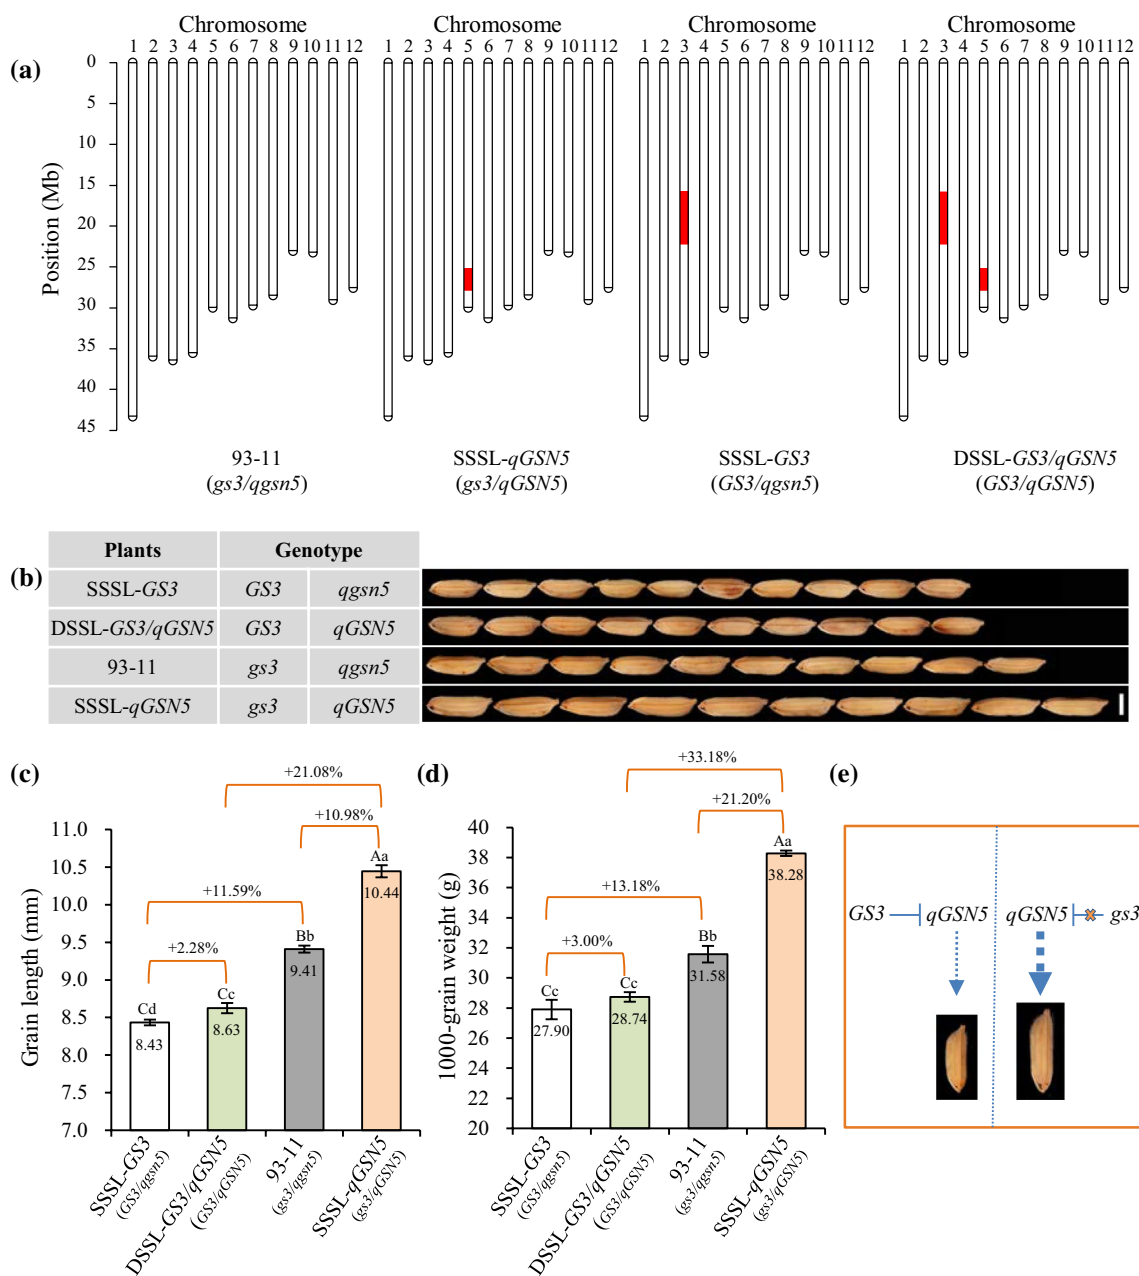 Chromosome Chromosome Chromosome Chromosome
1 2 3 4 5 6 7 8 9 10 11 12 1 2 3 4 5 6 7 8 9 10 11 12 1 2 3 4 5 6 7 8 9 10 11 12 1 2 3 4 5 6 7 8 9 10 11 12
(a)
Position (Mb)
0
5
10
15
20
25
30
35
40
45
93-11 SSSL-qGSN5 SSSL-GS3 DSSL-GS3/qGSN5
(gs3/qgsn5) (gs3/qGSN5) (GS3/qgsn5) (GS3/qGSN5)
(b)
Plants Genotype
SSSL-GS3 GS3 qgsn5
DSSL-GS3/qGSN5 GS3 qGSN5
93-11 gs3 qgsn5
SSSL-qGSN5 gs3 qGSN5
(c)
+21.08%
+10.98%
+11.59%
+2.28%
Grain length (mm)
11.0
10.5
10.0
9.5
9.0
8.5
8.0
7.5
7.0
Cd
8.43
Cc
8.63
Bb
9.41
Aa
10.44
SSSL-GS3
(GS3/qgsn5)
DSSL-GS3/qGSN5
(GS3/qGSN5)
93-11
(gs3/qgsn5)
SSSL-qGSN5
(gs3/qGSN5)
(d)
+33.18%
+21.20%
+13.18%
+3.00%
1000-grain weight (g)
40
38
36
34
32
30
28
26
24
22
20
Cc
27.90
Cc
28.74
Bb
31.58
Aa
38.28
SSSL-GS3
(GS3/qgsn5)
DSSL-GS3/qGSN5
(GS3/qGSN5)
93-11
(gs3/qgsn5)
SSSL-qGSN5
(gs3/qGSN5)
(e)
GS3 qGSN5 qGSN5 gs3